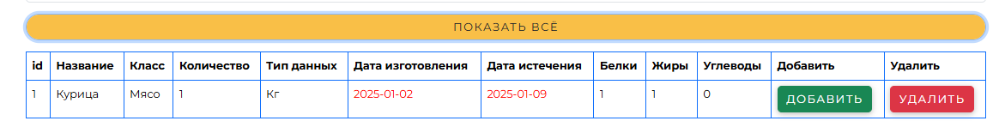 ПОКАЗАТЬ ВСЁ
id Название Класс Количество Тип данных Дата изготовления Дата истечения Белки Жиры Углеводы Добавить Удалить
1 Курица Мясо 1 Кг 2025-01-02 2025-01-09 1 1 0 ДОБАВИТЬ УДАЛИТЬ